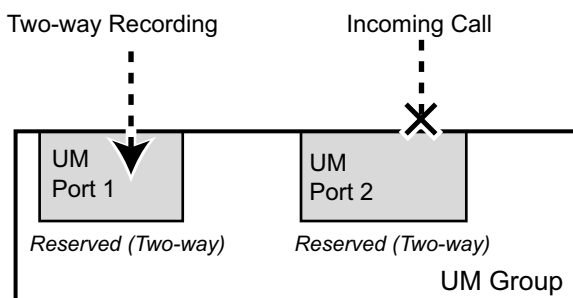 Two-way Recording
Incoming Call
UM
Port 1
UM
Port 2
Reserved (Two-way)
Reserved (Two-way)
UM Group